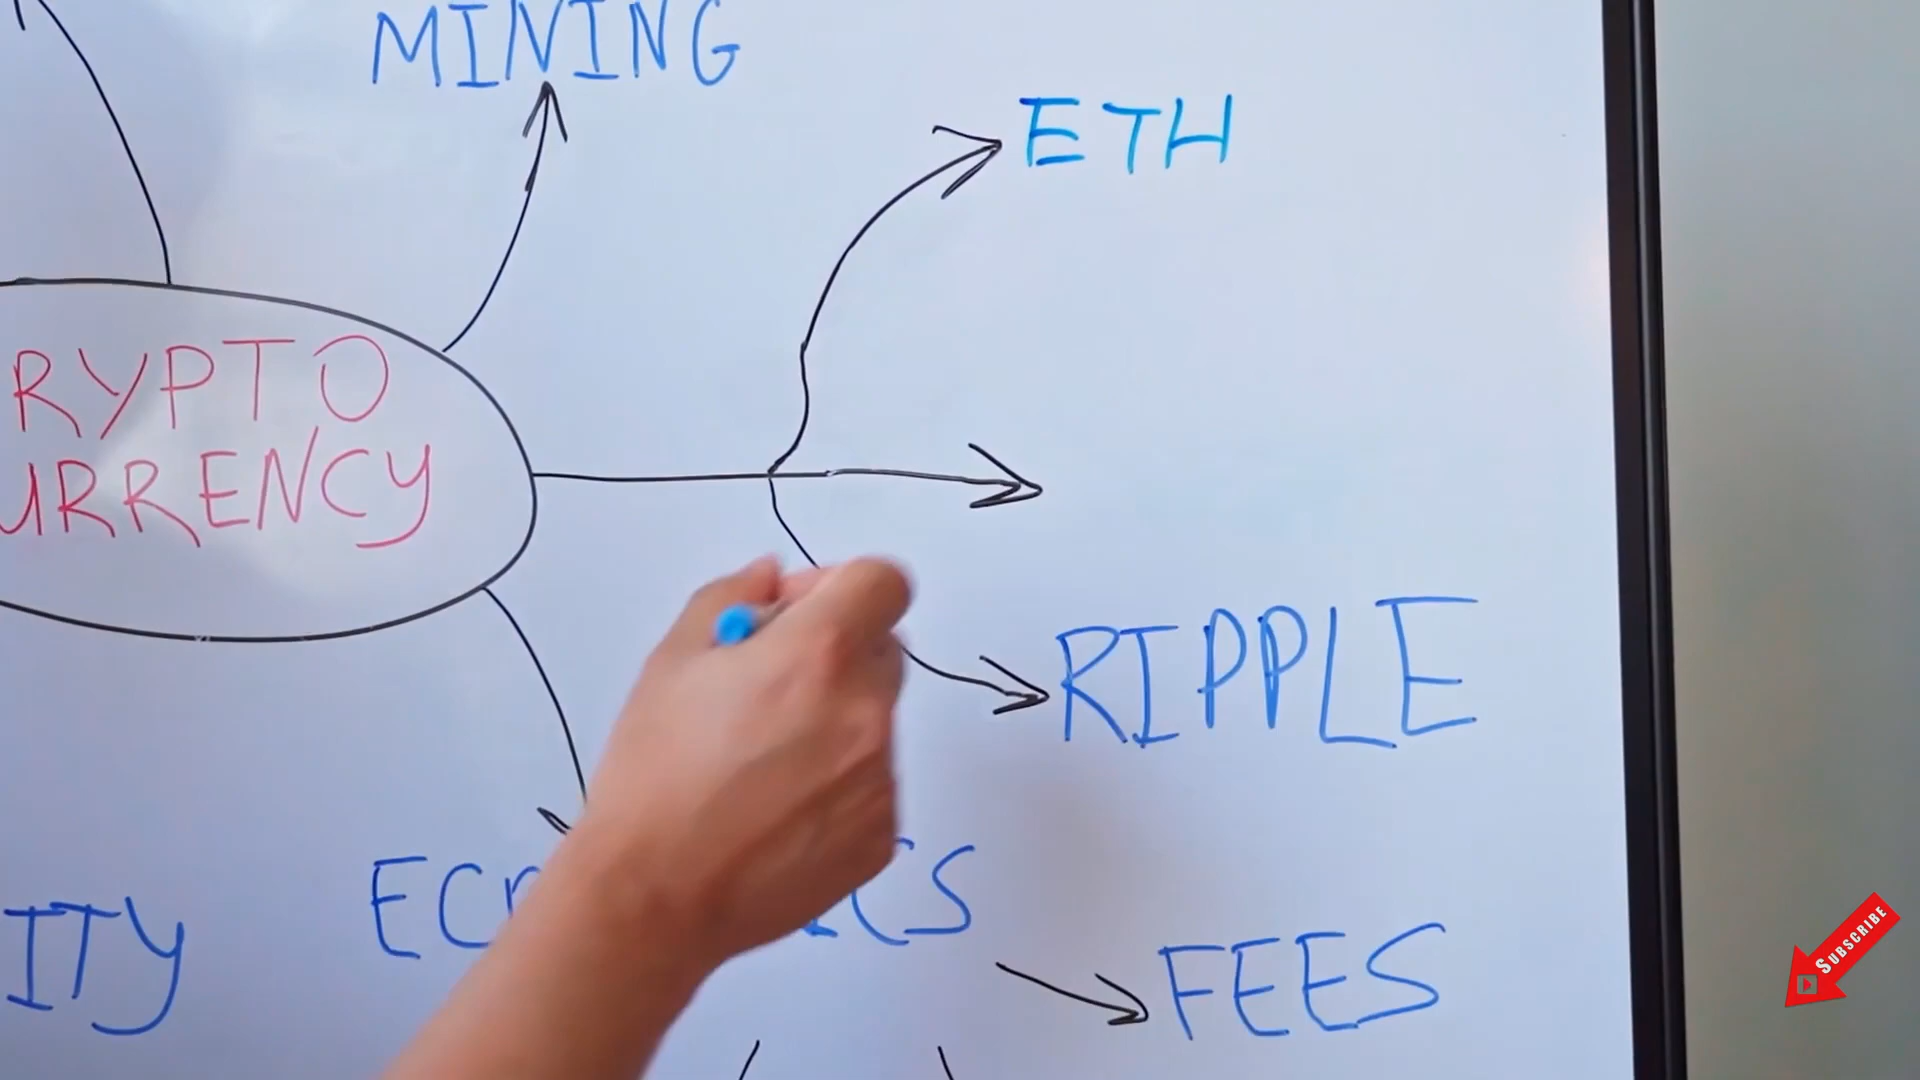 MINING
ETH
RYPTO
URRENCY
RIPPLE
ITY
FEES
SUBSCRIBE